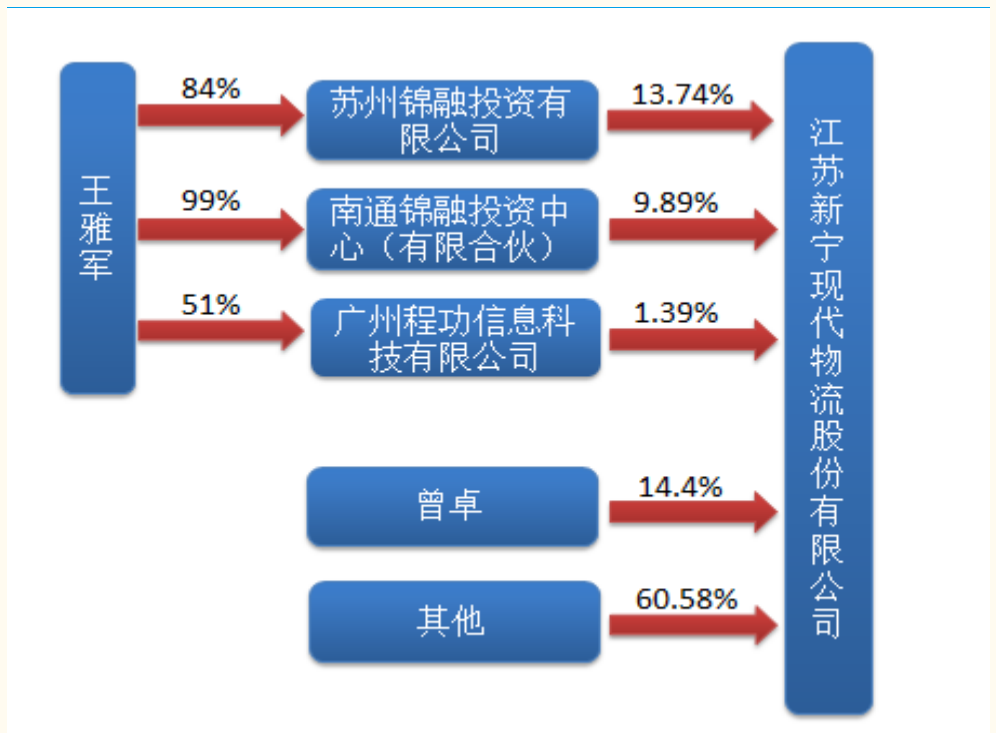 王雅军
84%
苏州锦融投资有
限公司
13.74%
99%
南通锦融投资中
心（有限合伙）
9.89%
51%
广州程功信息科
技有限公司
1.39%
曾卓
14.4%
其他
60.58%
江苏新宁现代物流股份有限公司